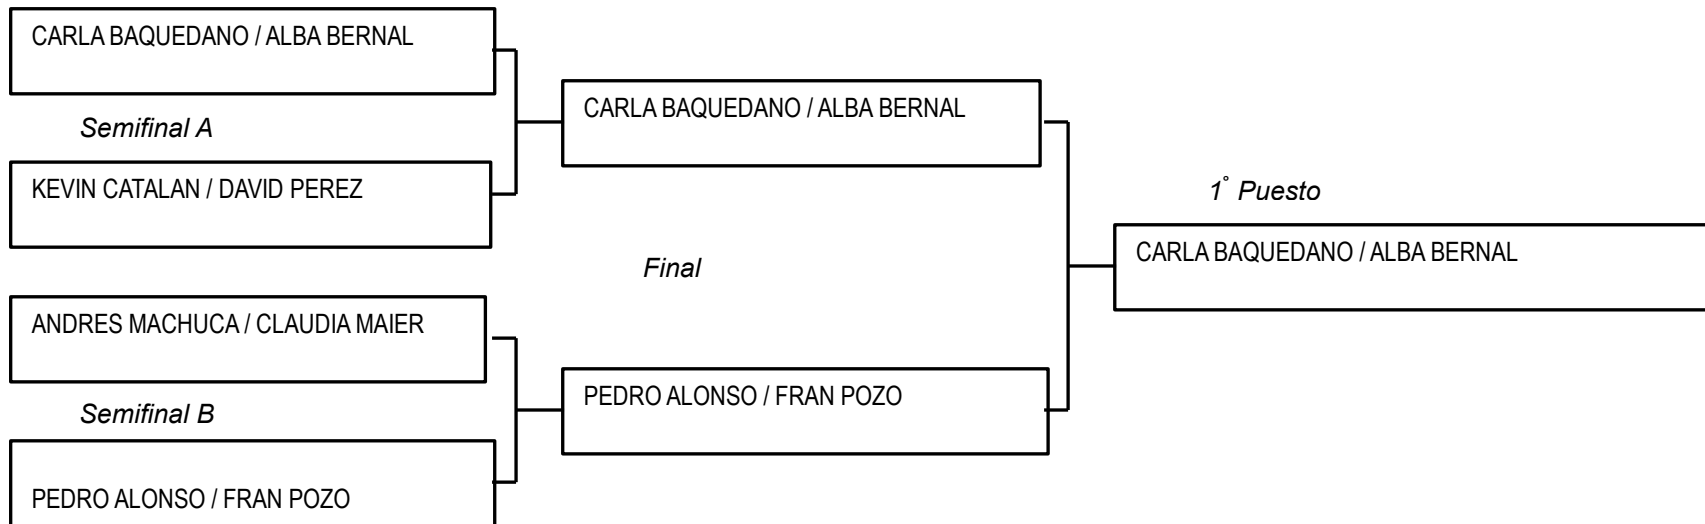 CARLA BAQUEDANO / ALBA BERNAL
Semifinal A
KEVIN CATALAN / DAVID PEREZ
ANDRES MACHUCA / CLAUDIA MAIER
Semifinal B
PEDRO ALONSO / FRAN POZO
CARLA BAQUEDANO / ALBA BERNAL
Final
PEDRO ALONSO / FRAN POZO
1° Puesto
CARLA BAQUEDANO / ALBA BERNAL